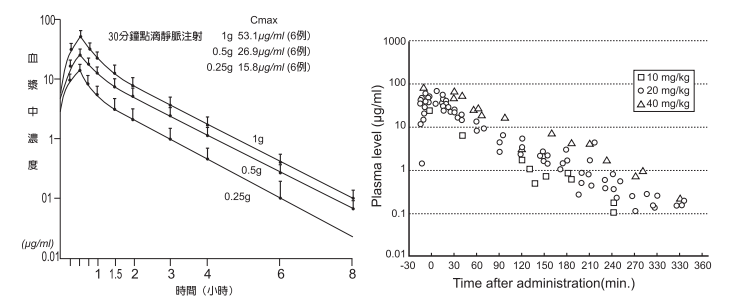 Cmax
30分鐘點滴靜脈注射 1g 53.1μg/ml (6例)
0.5g 26.9μg/ml (6例)
0.25g 15.8μg/ml (6例)
100
10
1
01
0.01
血漿中濃度
(μg/ml)
1g
0.5g
0.25g
1 1.5 2 3 4 6 8
時間（小時）
1000
100
10
1
0.1
0.01
Plasma level (μg/ml)
10 mg/kg
20 mg/kg
40 mg/kg
-30 0 30 60 90 120 150 180 210 240 270 330 330 360
Time after administration(min.)